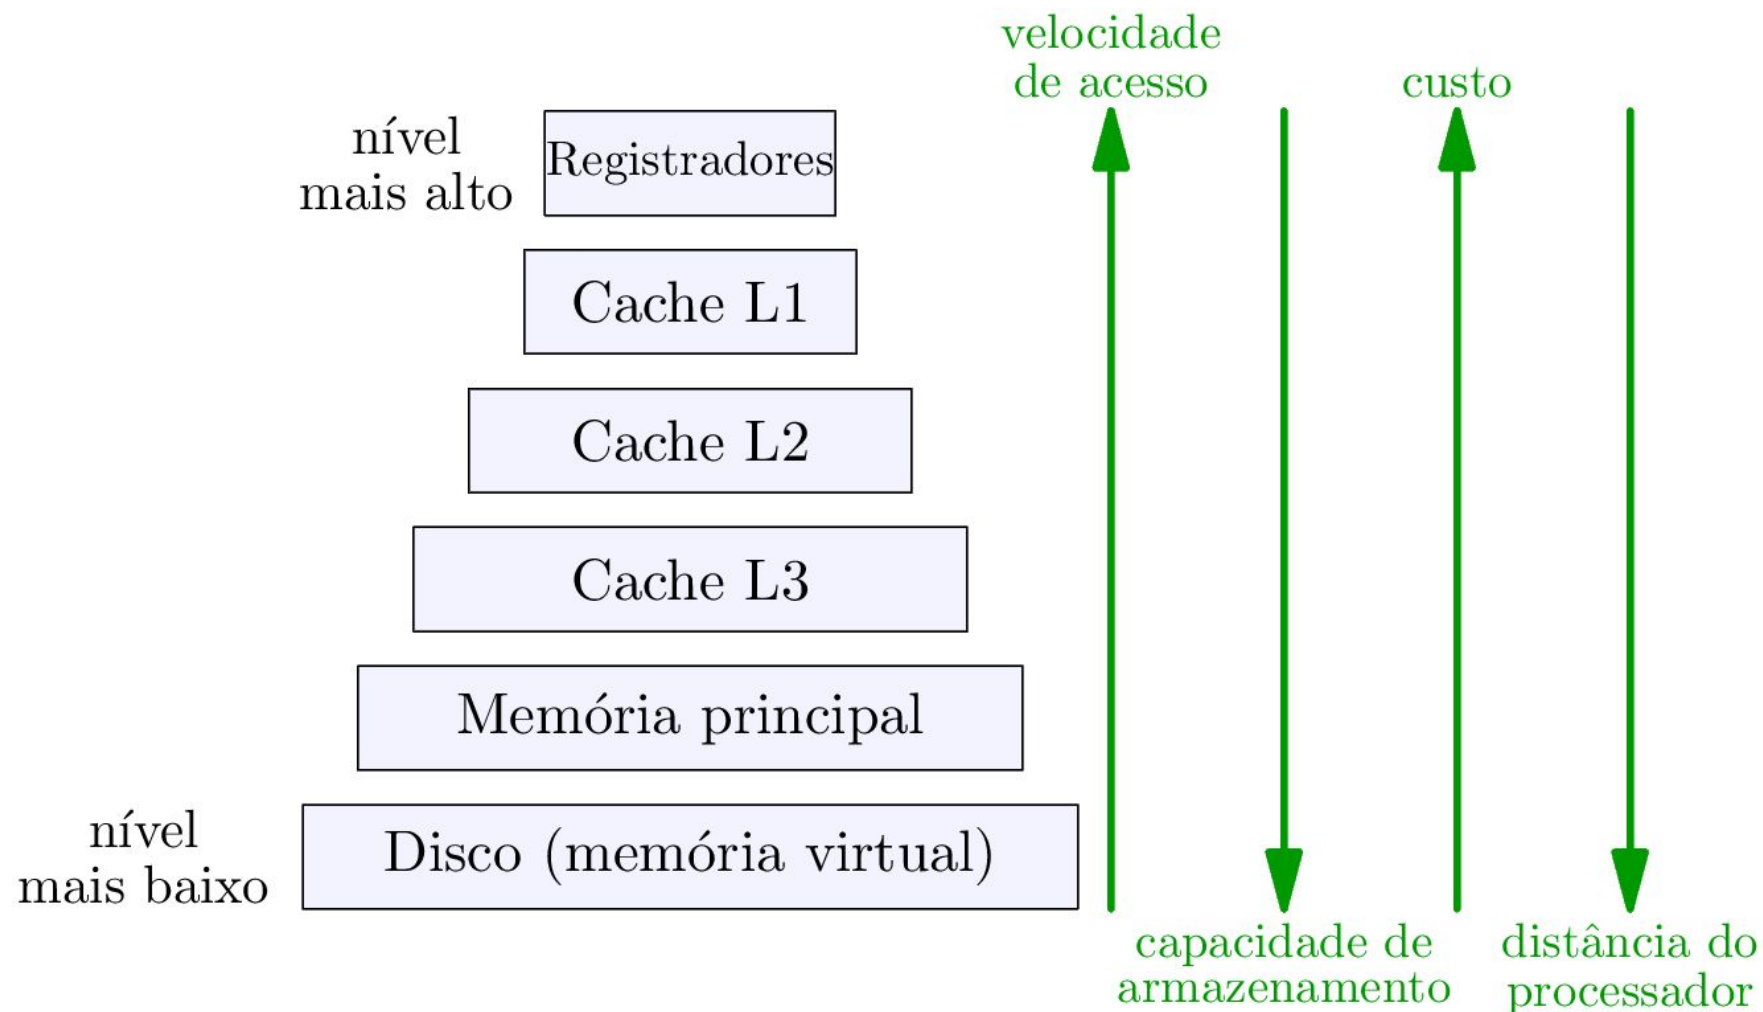 velocidade
de acesso
custo
nível
mais alto
Registradores
Cache L1
Cache L2
Cache L3
Memória principal
nível
mais baixo
Disco (memória virtual)
capacidade de
armazenamento
distância do
processador